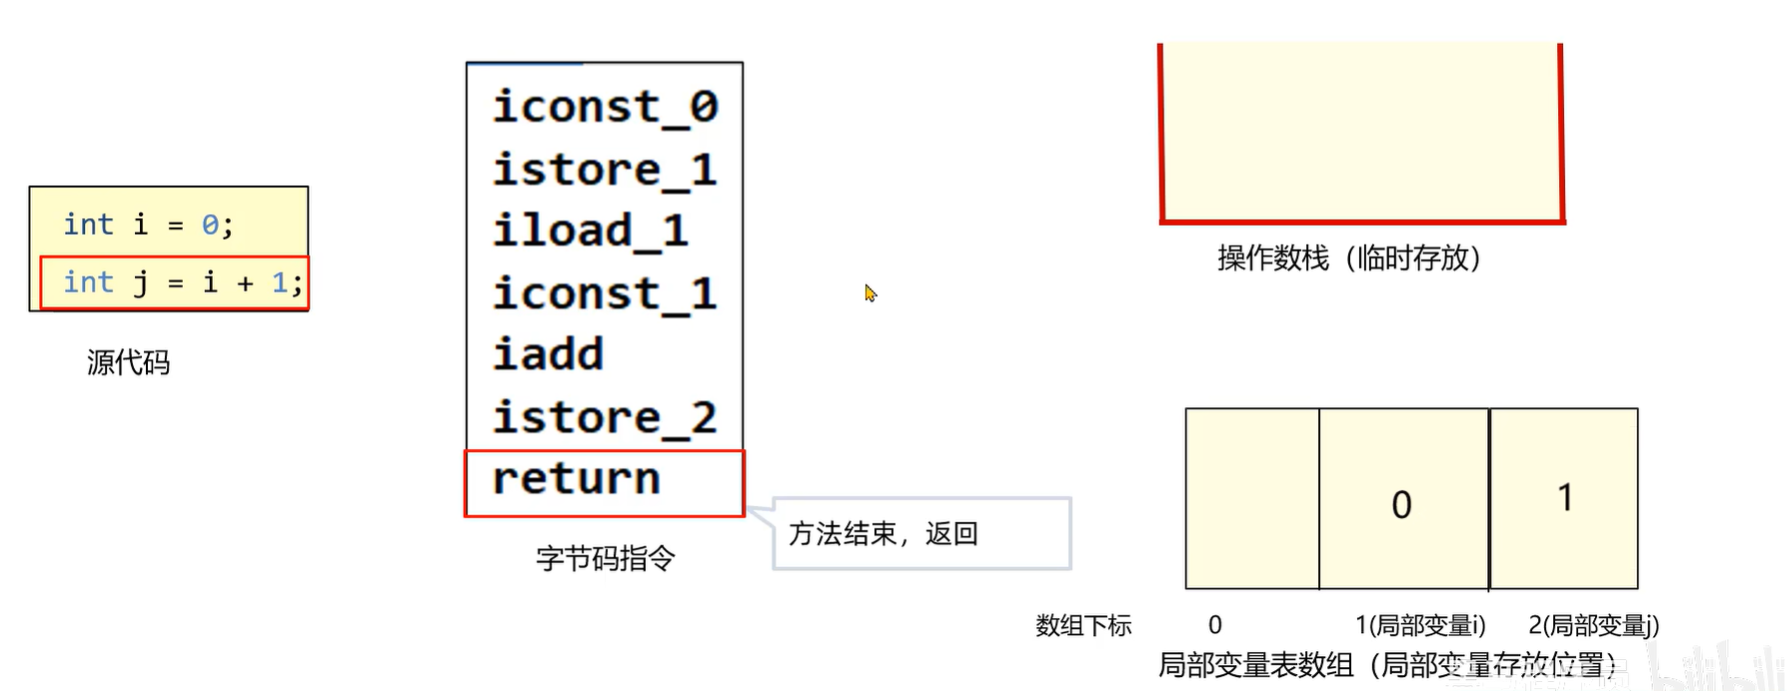 int i = 0;
int j = i + 1;
源代码
iconst_0
istore_1
iload_1
iconst_1
iadd
istore_2
return
字节码指令
方法结束，返回
操作数栈（临时存放）
0
1
数组下标
0
1(局部变量i)
2(局部变量j)
局部变量表数组（局部变量存放位置）
bilibili